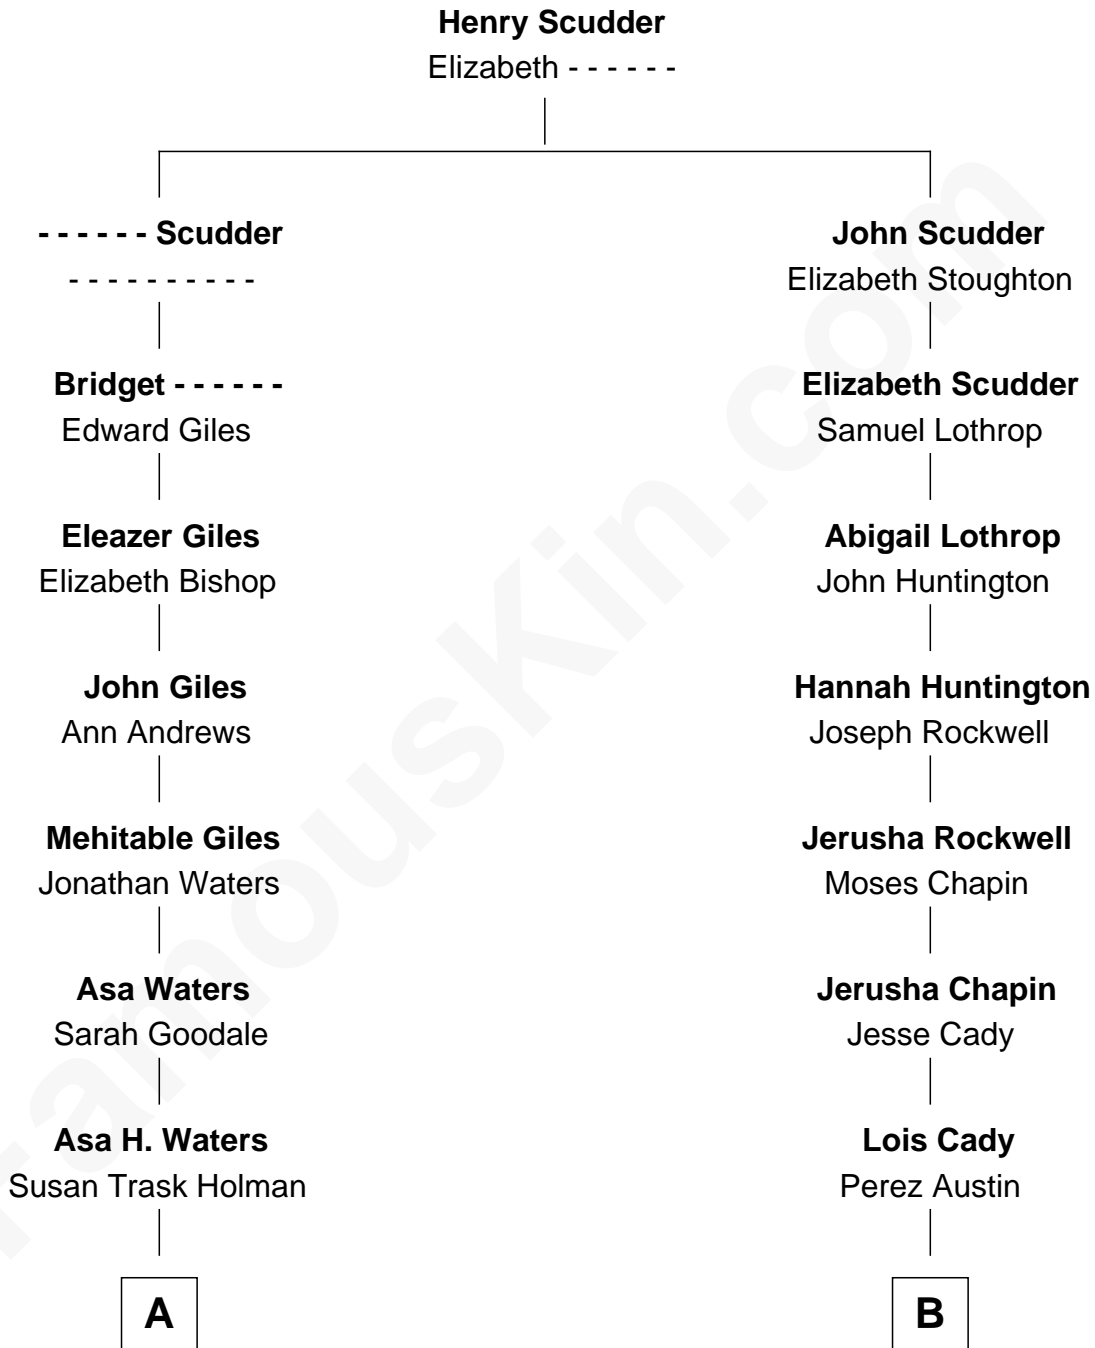 Henry Scudder
Elizabeth - - - - - -
- - - - - - Scudder
- - - - - - - - - -
Bridget - - - - - -
Edward Giles
Eleazer Giles
Elizabeth Bishop
John Giles
Ann Andrews
Mehitable Giles
Jonathan Waters
Asa Waters
Sarah Goodale
Asa H. Waters
Susan Trask Holman
A
John Scudder
Elizabeth Stoughton
Elizabeth Scudder
Samuel Lothrop
Abigail Lothrop
John Huntington
Hannah Huntington
Joseph Rockwell
Jerusha Rockwell
Moses Chapin
Jerusha Chapin
Jesse Cady
Lois Cady
Perez Austin
B
FamousKin.com